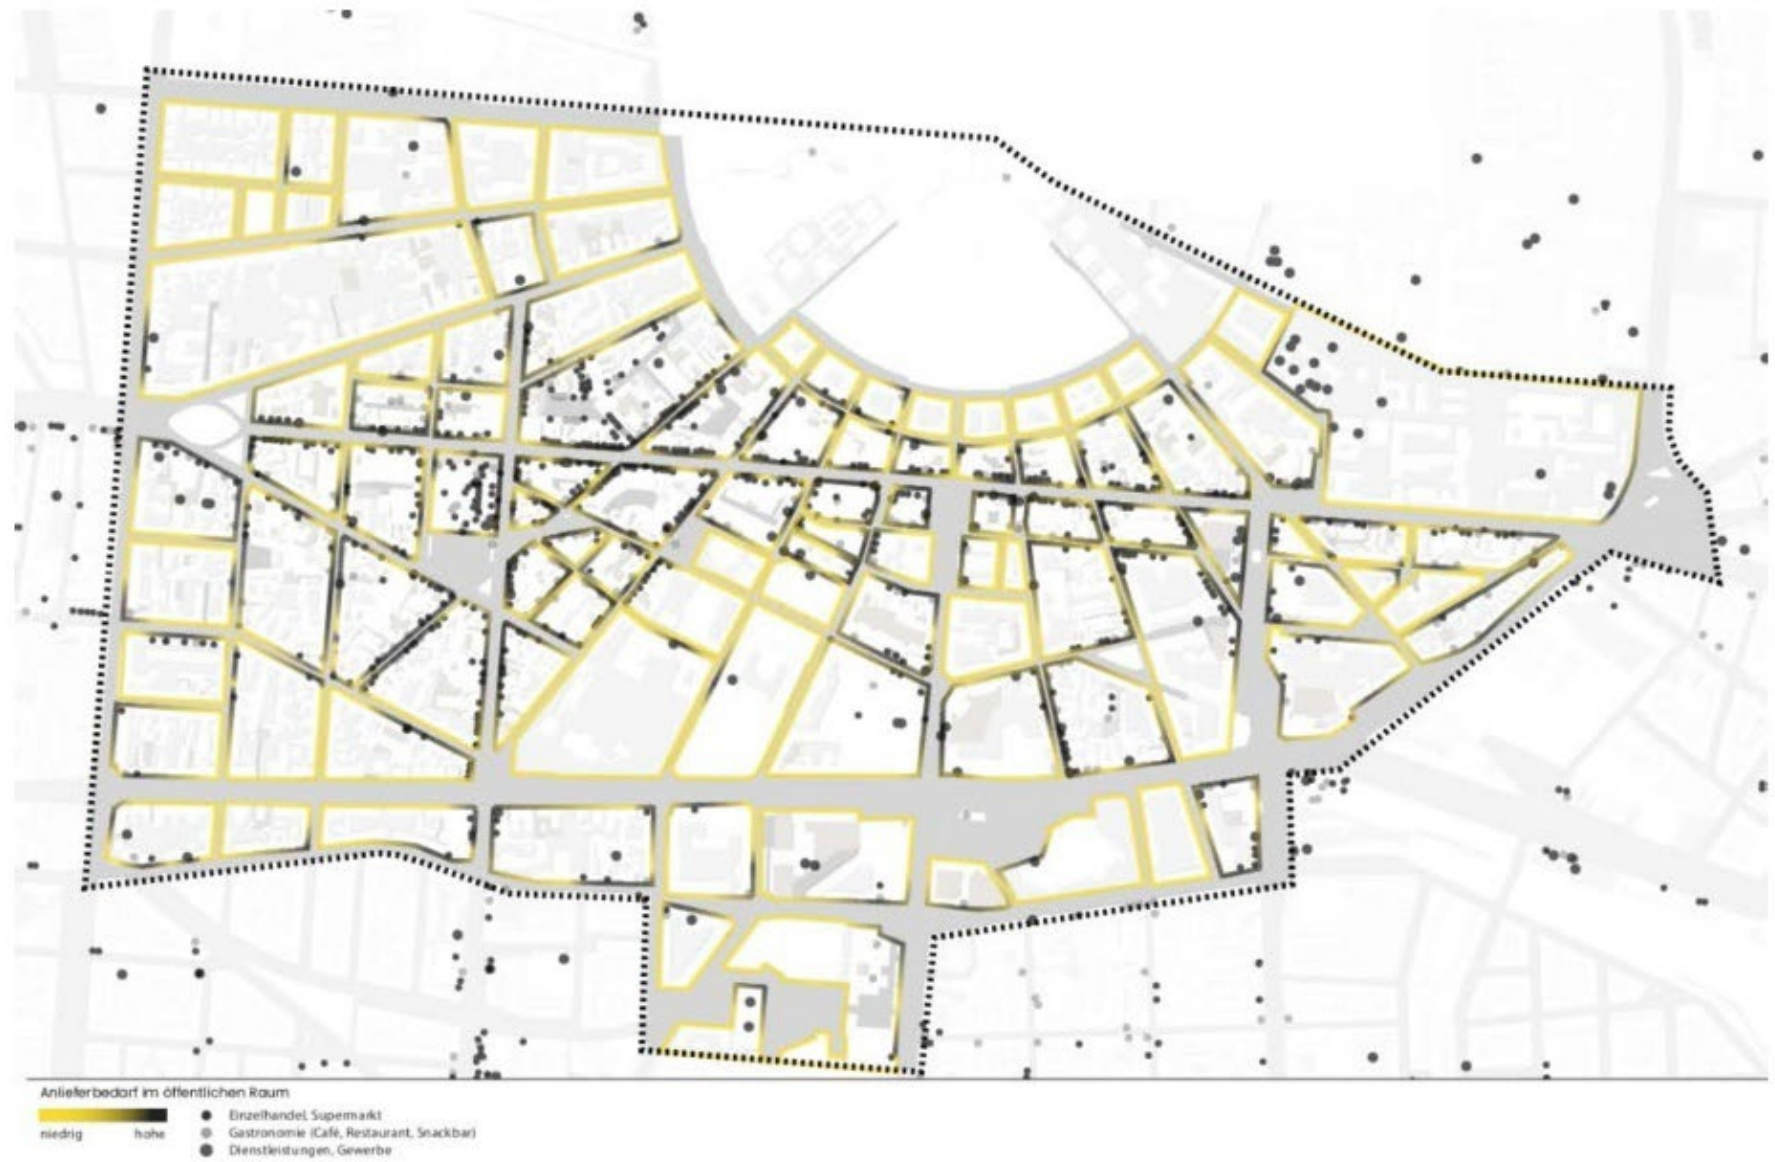 Anlieferbedarf im öffentlichen Raum
niedrig hohe
Einzelhandel, Supermarkt
Gastronomie (Café, Restaurant, Snackbar)
Dienstleistungen, Gewerbe